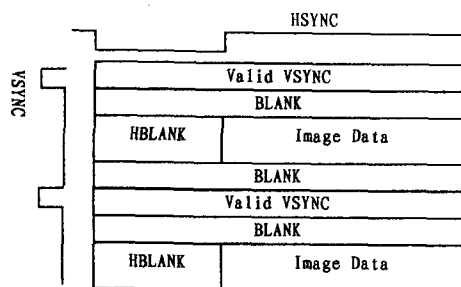 HSYNC
VSYNC
Valid VSYNC
BLANK
HBLANK Image Data
BLANK
Valid VSYNC
BLANK
HBLANK Image Data